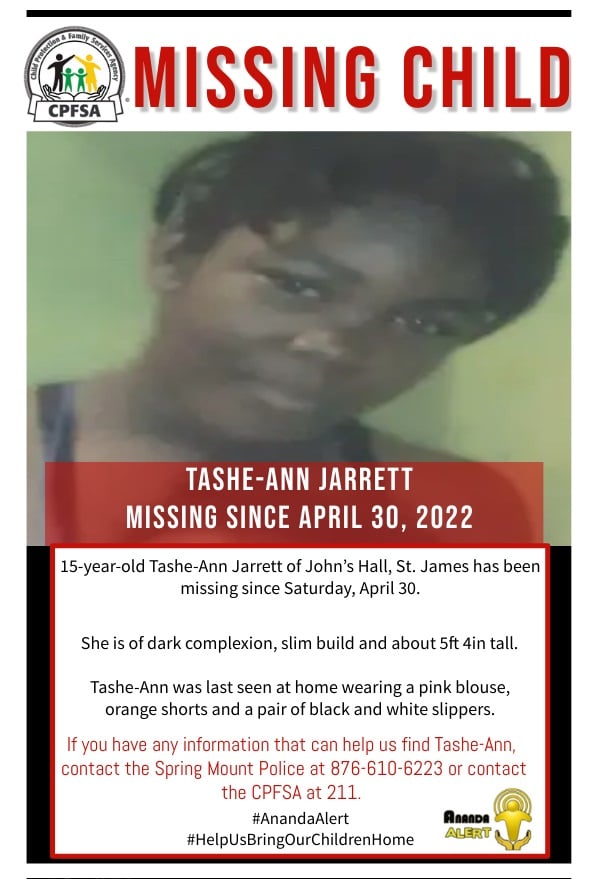 Child Protection & Family Services Agency
CPFSA
MISSING CHILD
TASHE-ANN JARRETT
MISSING SINCE APRIL 30, 2022
15-year-old Tashe-Ann Jarrett of John's Hall, St. James has been
missing since Saturday, April 30.
She is of dark complexion, slim build and about 5ft 4in tall.
Tashe-Ann was last seen at home wearing a pink blouse,
orange shorts and a pair of black and white slippers.
If you have any information that can help us find Tashe-Ann,
contact the Spring Mount Police at 876-610-6223 or contact
the CPFSA at 211.
#AnandaAlert
#HelpUsBringOurChildrenHome
ANANDA
ALERT